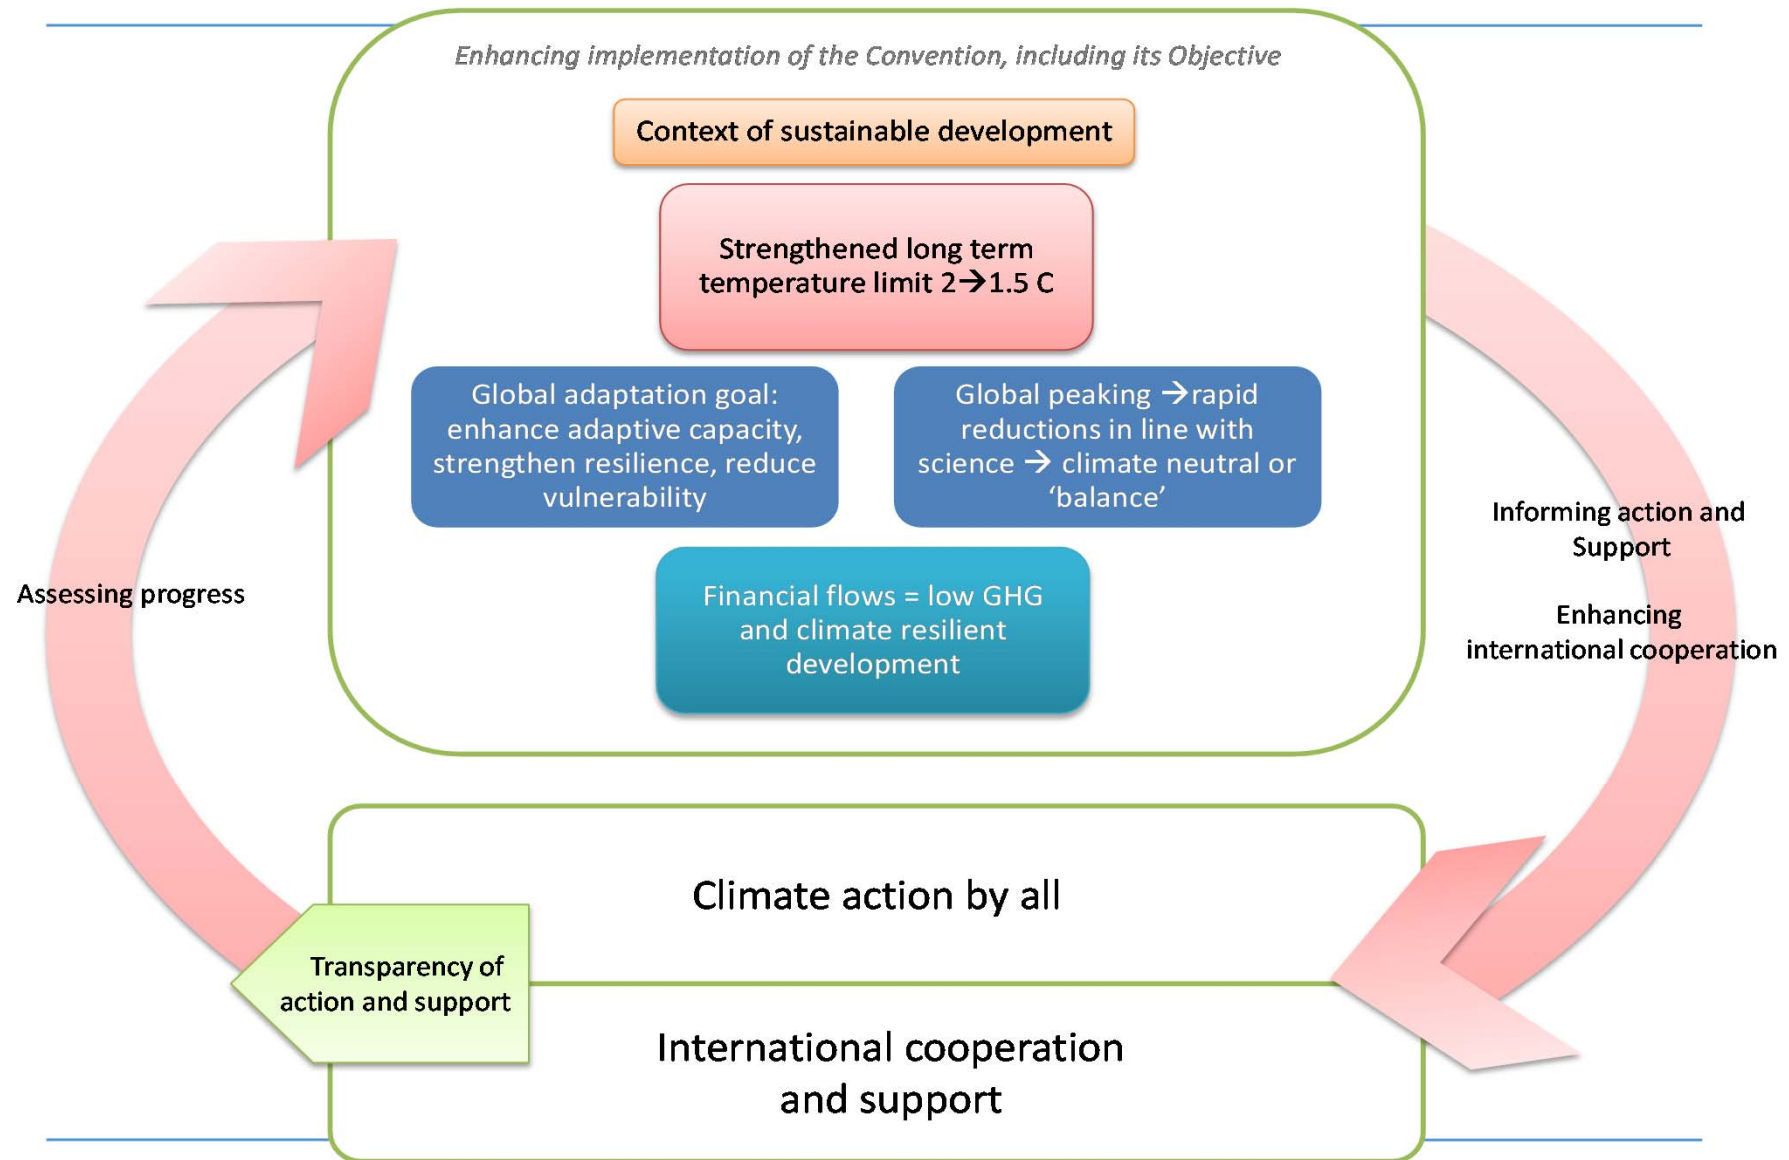 Enhancing implementation of the Convention, including its Objective
Context of sustainable development
Strengthened long term
temperature limit 2→1.5 C
Global adaptation goal:
enhance adaptive capacity,
strengthen resilience, reduce
vulnerability
Global peaking →rapid
reductions in line with
science → climate neutral or
‘balance’
Financial flows = low GHG
and climate resilient
development
Assessing progress
Informing action and
Support
Enhancing
international cooperation
Climate action by all
Transparency of
action and support
International cooperation
and support